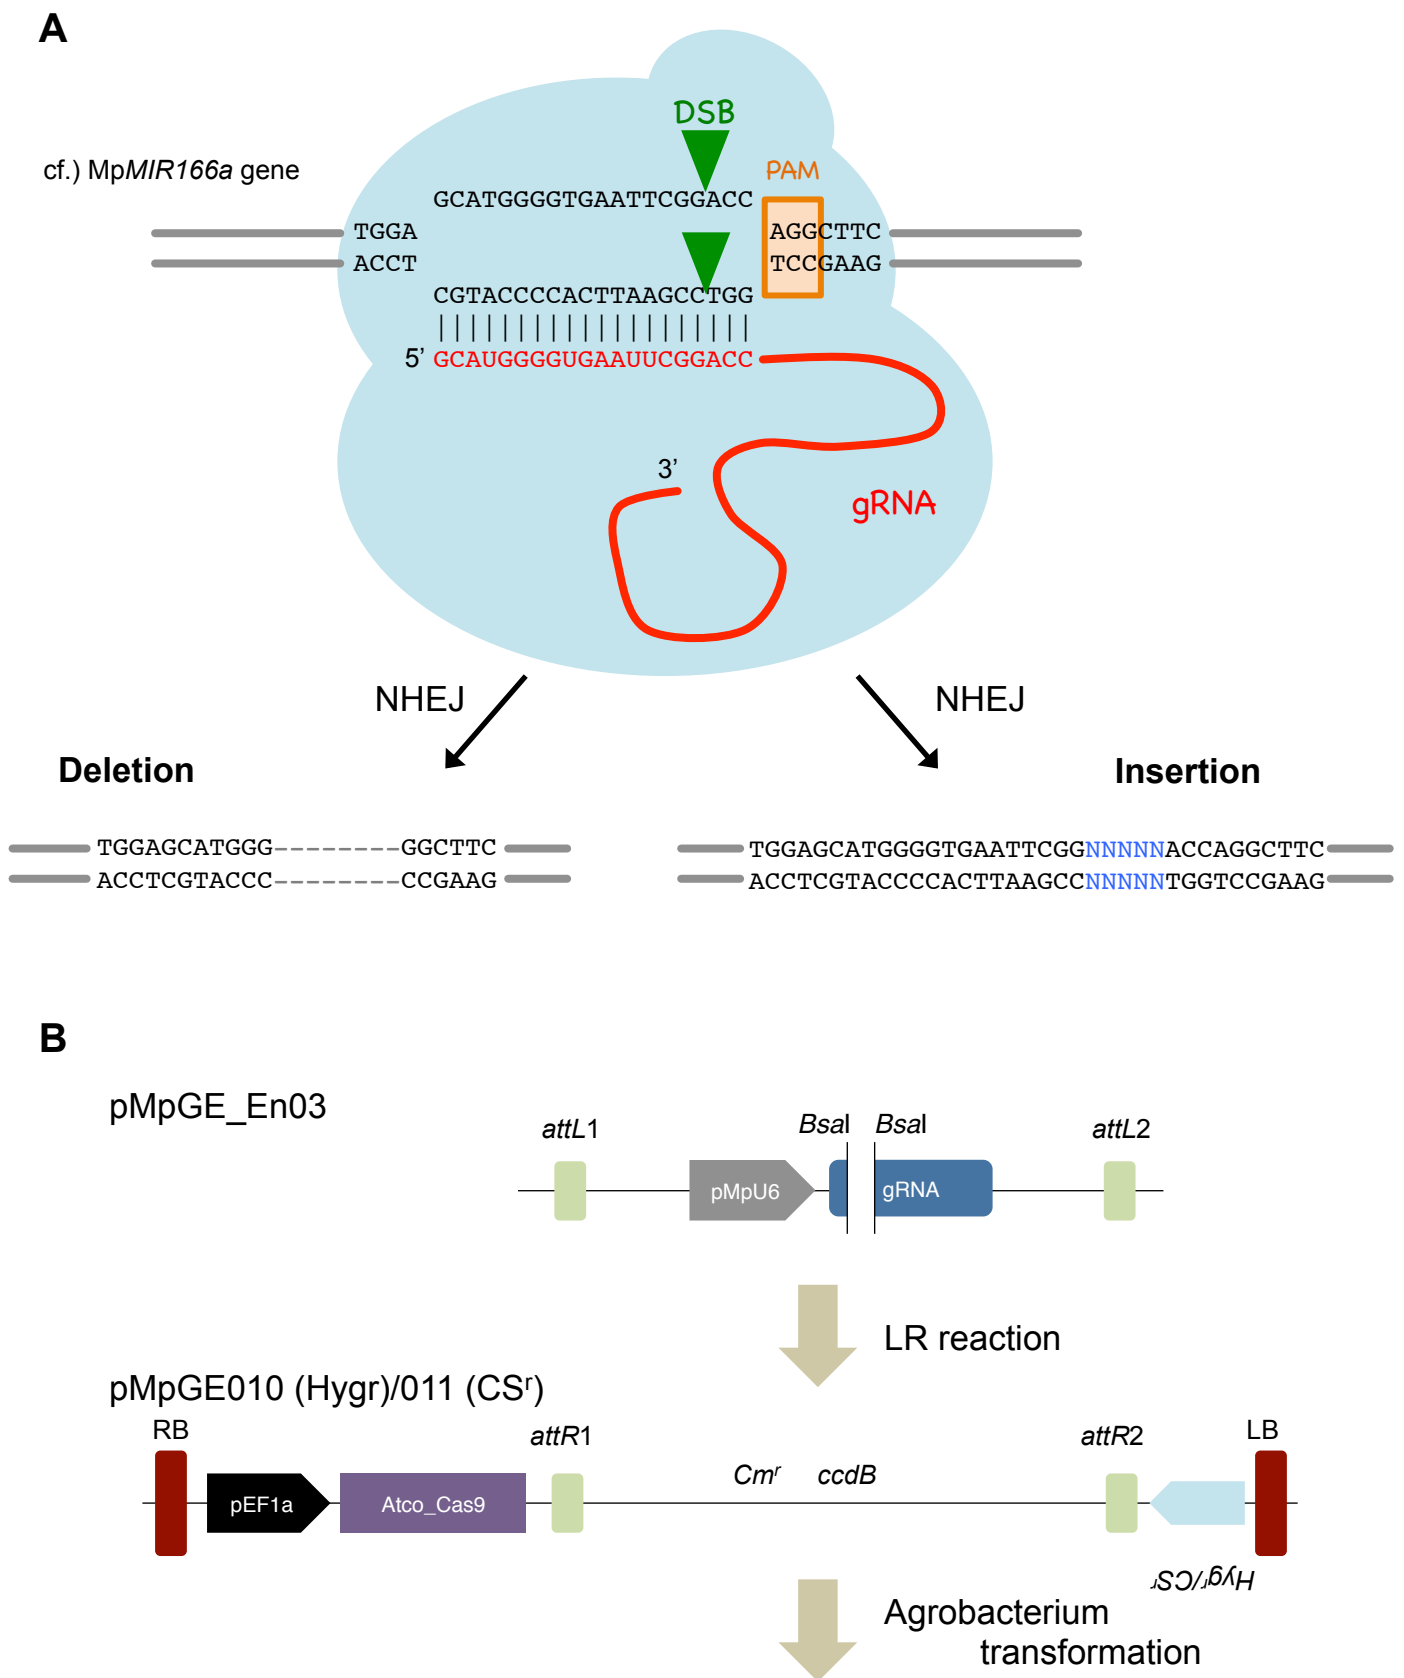 A
DSB
cf.) MpMIR166a gene
PAM
GCATGGGGTGAATTCGGACC
TGGA AGGCTTC
ACCT TCCGAAG
CGTACCCCACTTAAGCCTGG
5’ GCAUGGGGUGAAUUCGGACC
3’
gRNA
NHEJ NHEJ
Deletion Insertion
TGGAGCATGGG--------GGCTTC TGGAGCATGGGGTGAATTCGGNNNNNACCAGGCTTC
ACCTCGTACCC--------CCGAAG ACCTCGTACCCCACTTAAGCCNNNNNTGGTCCGAAG
B
pMpGE_En03
attL1 BsaI BsaI attL2
pMpU6 gRNA
LR reaction
pMpGE010 (Hygr)/011 (CSʳ)
RB attR1 attR2 LB
Cmʳ ccdB
pEF1a Atco_Cas9
Hygʳ/CSʳ
Agrobacterium
transformation